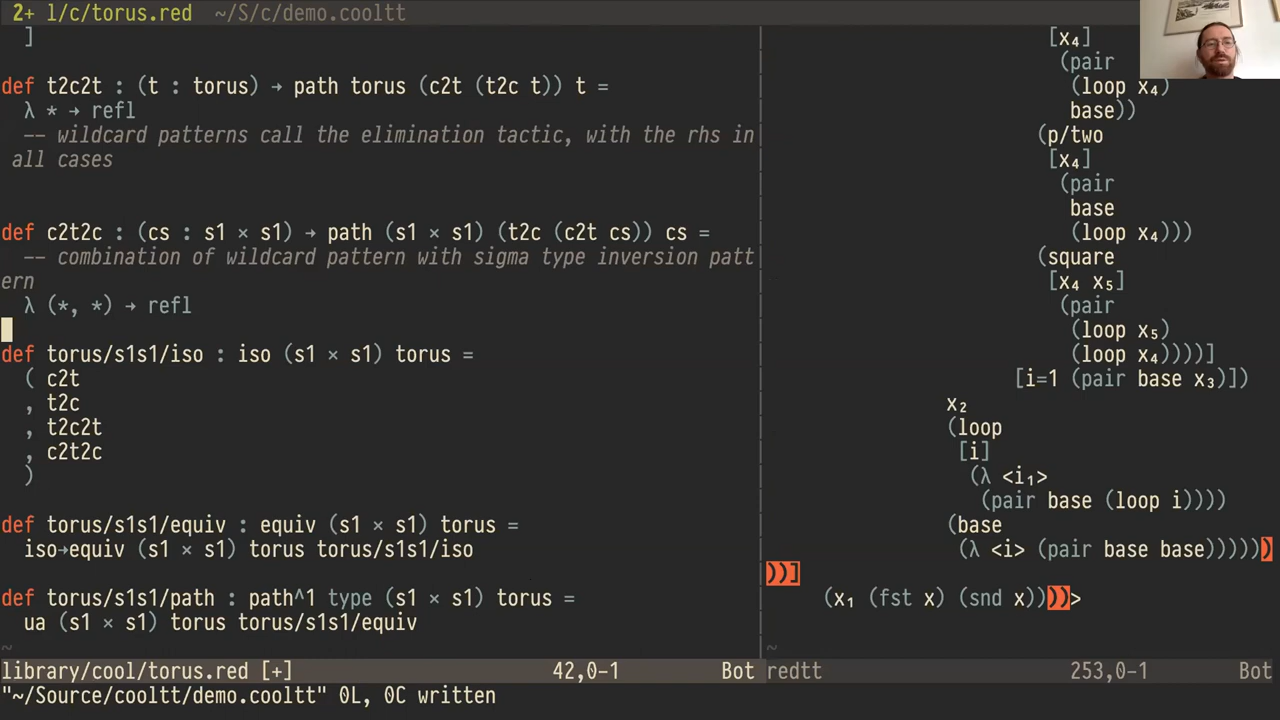 2+ l/c/torus.red ~/S/c/demo.cooltt
]
def t2c2t : (t : torus) → path torus (c2t (t2c t)) t =
λ * → refl
-- wildcard patterns call the elimination tactic, with the rhs in
all cases
def c2t2c : (cs : s1 × s1) → path (s1 × s1) (t2c (c2t cs)) cs =
-- combination of wildcard pattern with sigma type inversion patt
ern
λ (*, *) → refl
def torus/s1s1/iso : iso (s1 × s1) torus =
( c2t
, t2c
, t2c2t
, c2t2c
)
def torus/s1s1/equiv : equiv (s1 × s1) torus =
iso→equiv (s1 × s1) torus torus/s1s1/iso
def torus/s1s1/path : path^1 type (s1 × s1) torus =
ua (s1 × s1) torus torus/s1s1/equiv
~
library/cool/torus.red [+] 42,0-1 Bot
"~/Source/cooltt/demo.cooltt" 0L, 0C written
[x₄]
(pair
(loop x₄)
base))
(p/two
[x₄]
(pair
base
(loop x₄)))
(square
[x₄ x₅]
(pair
(loop x₅)
(loop x₄))))]
[i=1 (pair base x₃)])
x₂
(loop
[i]
(λ <i₁>
(pair base (loop i))))
(base
(λ <i> (pair base base))))))
))]
(x₁ (fst x) (snd x))))>
~
redtt 253,0-1 Bot